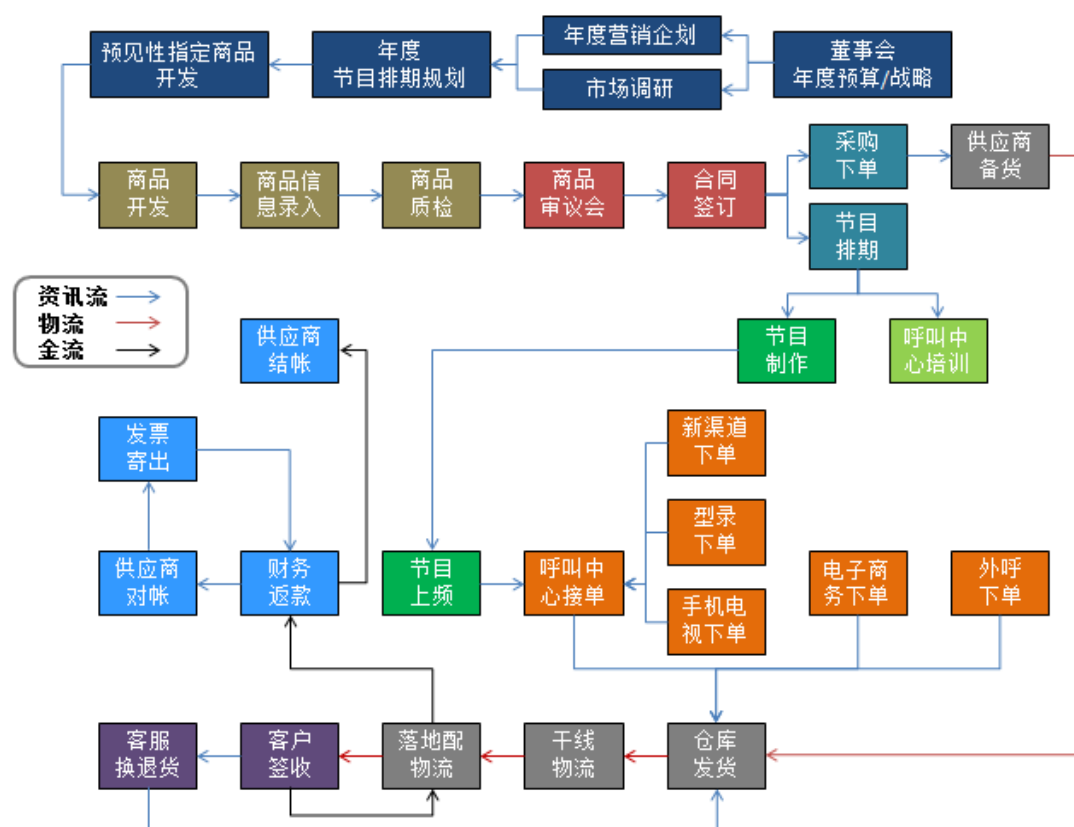 预见性指定商品
开发
年度
节目排期规划
年度营销企划
市场调研
董事会
年度预算/战略
商品
开发
商品信
息录入
商品
质检
商品
审议会
合同
签订
采购
下单
供应商
备货
节目
排期
资讯流
物流
金流
供应商
结帐
节目
制作
呼叫中
心培训
发票
寄出
新渠道
下单
型录
下单
供应商
对帐
财务
返款
节目
上频
呼叫中
心接单
手机电
视下单
电子商
务下单
外呼
下单
客服
换退货
客户
签收
落地配
物流
干线
物流
仓库
发货